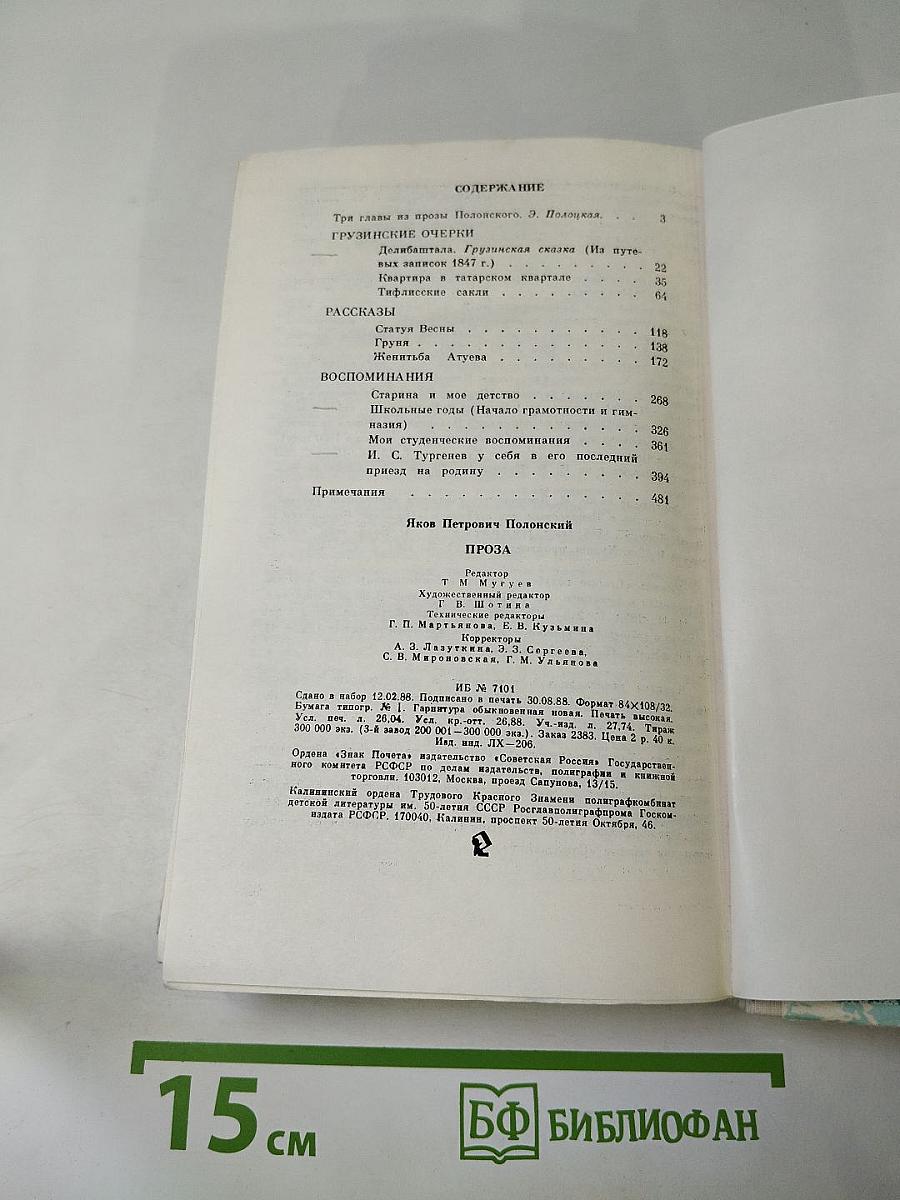 СОДЕРЖАНИЕ
Три главы из прозы Полонского. Э. Полоцкая. . . 3
ГРУЗИНСКИЕ ОЧЕРКИ
Делибаштала. Грузинская сказка (Из путе-
вых записок 1847 г.) . . . . . . . . . 22
Квартира в татарском квартале . . . . 35
Тифлисские сакли . . . . . . . . . 64
РАССКАЗЫ
Статуя Весны . . . . . . . . . . . 118
Груня . . . . . . . . . . . . . . 138
Женитьба Атуева . . . . . . . . . 172
ВОСПОМИНАНИЯ
Старина и мое детство . . . . . . . 268
Школьные годы (Начало грамотности и гим-
назия) . . . . . . . . . . . . . 326
Мои студенческие воспоминания . . . . 361
И. С. Тургенев у себя в его последний
приезд на родину . . . . . . . . . 394
Примечания . . . . . . . . . . . . . . 481
Яков Петрович Полонский
ПРОЗА
Редактор
Т М Мугуев
Художественный редактор
Г В. Шотина
Технические редакторы
Г. П. Мартьянова, Е. В. Кузьмина
Корректоры
А. З. Лазуткина, Э. З. Сергеева,
С. В. Мироновская, Г. М. Ульянова
ИБ № 7101
Сдано в набор 12.02.88. Подписано в печать 30.08.88. Формат 84×108/32.
Бумага типогр. № 1. Гарнитура обыкновенная новая. Печать высокая.
Усл. печ. л. 26,04. Усл. кр.-отт. 26,88. Уч.-изд. л. 27,74. Тираж
300 000 экз. (3-й завод 200 001—300 000 экз.). Заказ 2383. Цена 2 р. 40 к.
Изд. инд. ЛХ—206.
Ордена «Знак Почета» издательство «Советская Россия» Государствен-
ного комитета РСФСР по делам издательств, полиграфии и книжной
торговли. 103012, Москва, проезд Сапунова, 13/15.
Калининский ордена Трудового Красного Знамени полиграфкомбинат
детской литературы им. 50-летия СССР Росглавполиграфпрома Госком-
издата РСФСР. 170040, Калинин, проспект 50-летия Октября, 46.
15 см
БФ БИБЛИОФАН